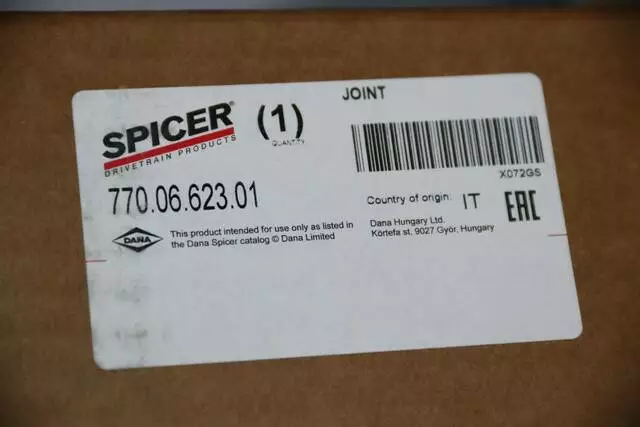 JOINT
SPICER®
DRIVETRAIN PRODUCTS
(1)
QUANTITY
X072GS
770.06.623.01
Country of origin: IT
EAC
DANA
This product intended for use only as listed in
the Dana Spicer catalog © Dana Limited
Dana Hungary Ltd.
Körtefa st. 9027 Győr, Hungary